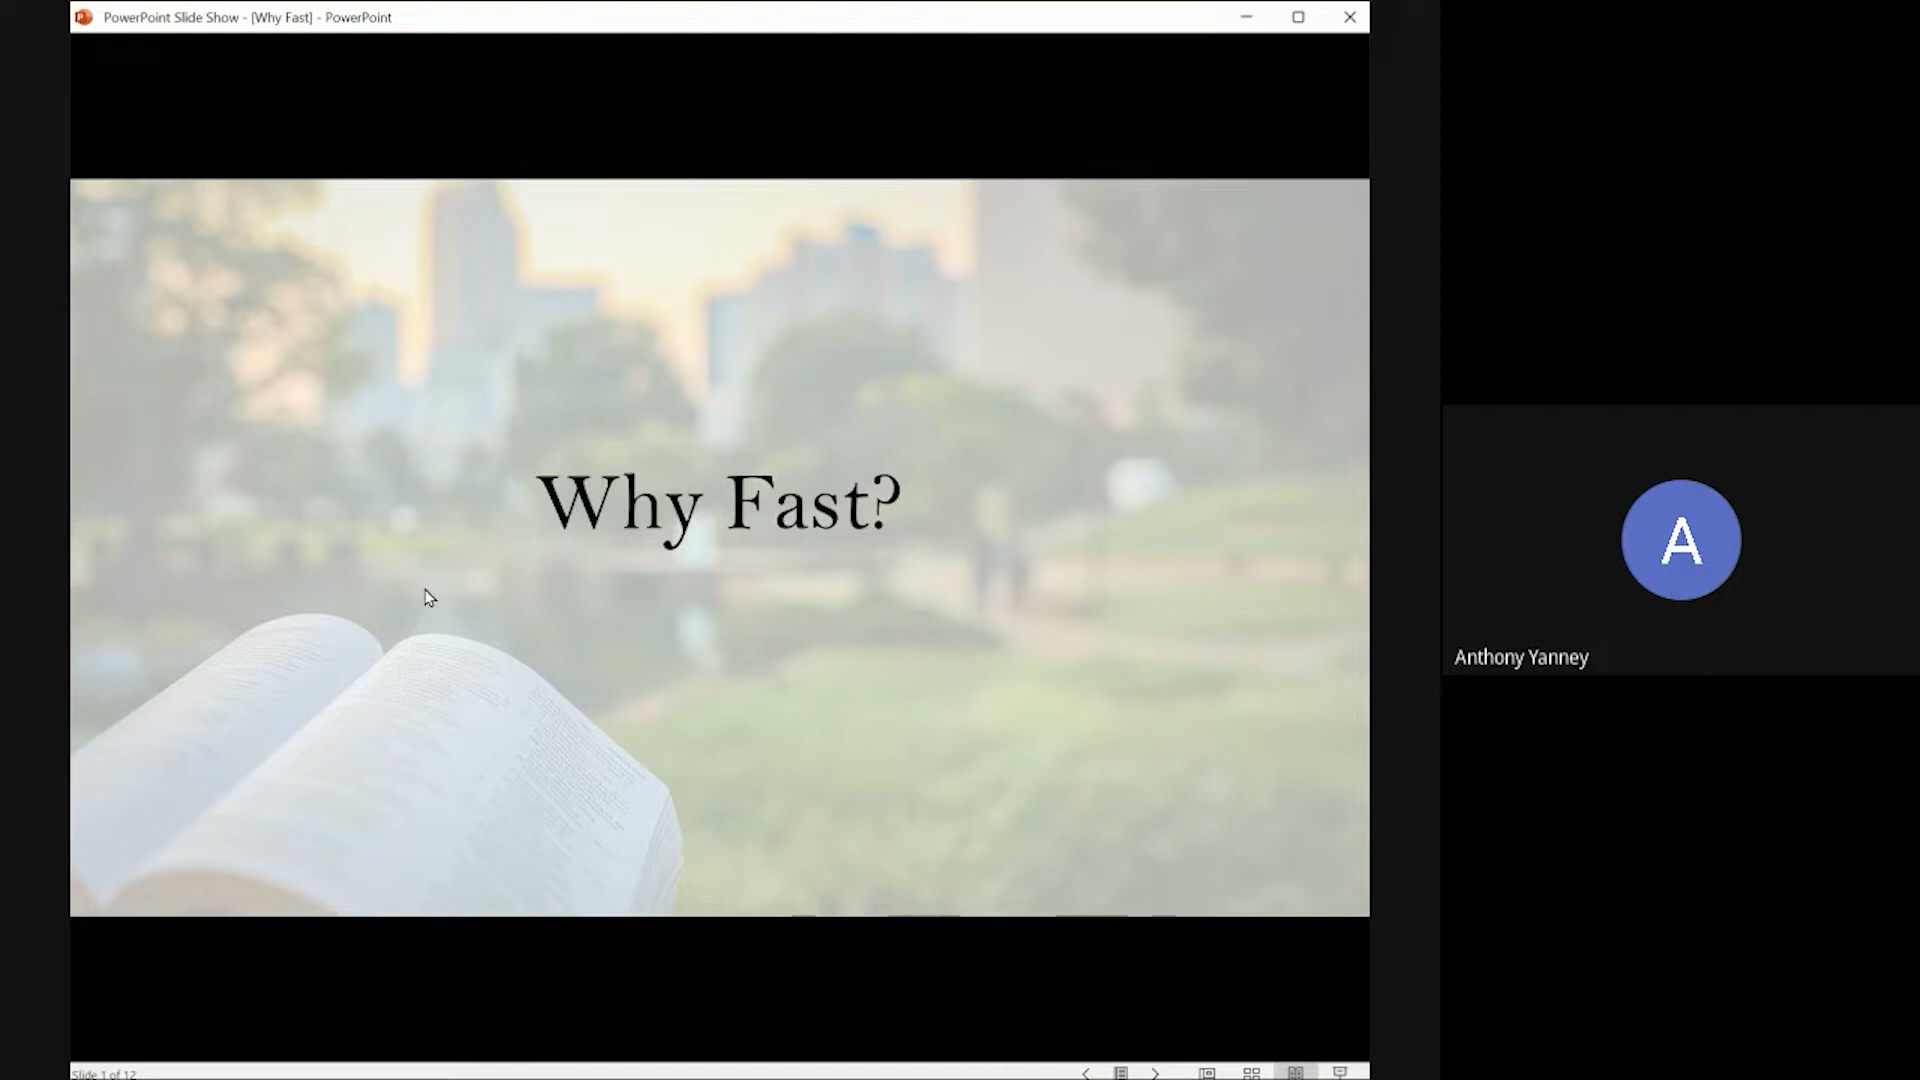 PowerPoint Slide Show - [Why Fast] - PowerPoint
Why Fast?
A
Anthony Yanney
Slide 1 of 12